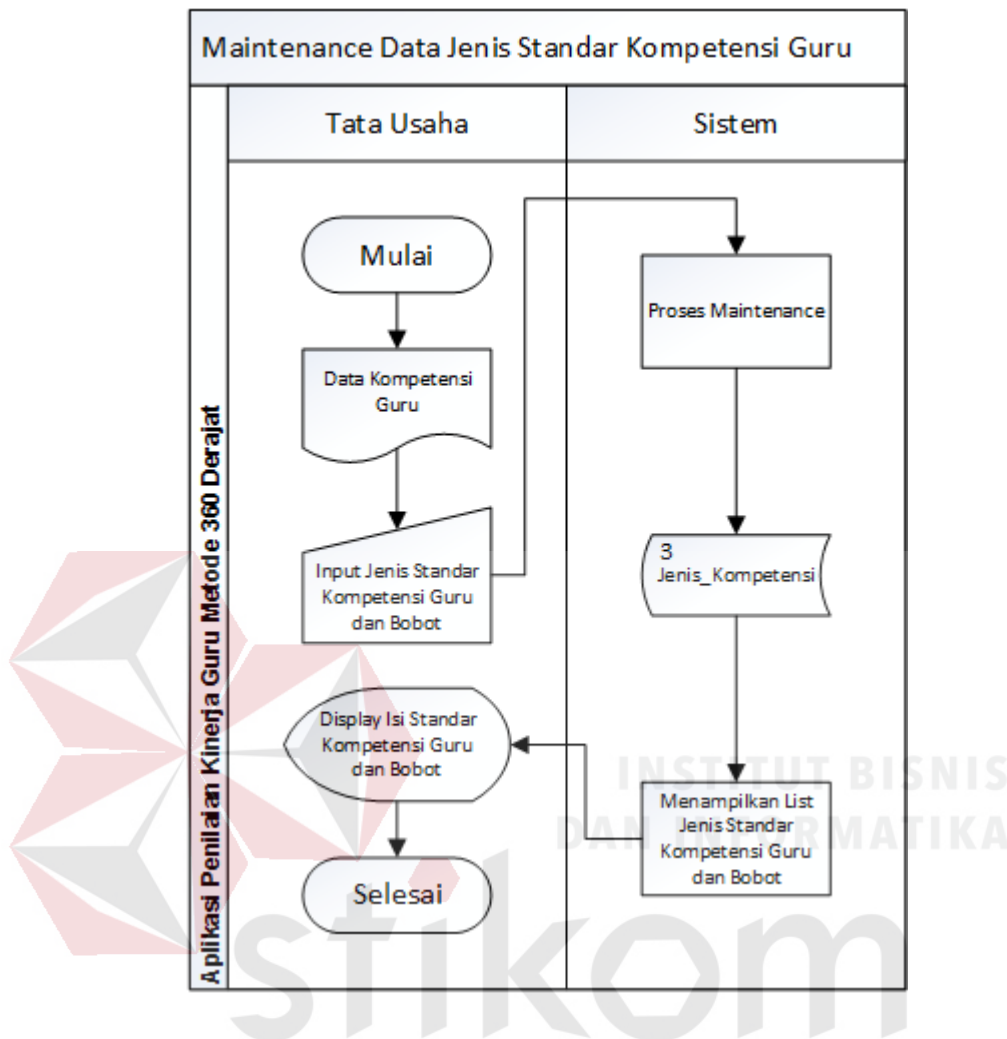 Maintenance Data Jenis Standar Kompetensi Guru
Aplikasi Penilaian Kinerja Guru Metode 360 Derajat
Tata Usaha
Sistem
Mulai
Data Kompetensi
Guru
Input Jenis Standar
Kompetensi Guru
dan Bobot
Proses Maintenance
3
Jenis_Kompetensi
Menampilkan List
Jenis Standar
Kompetensi Guru
dan Bobot
Display Isi Standar
Kompetensi Guru
dan Bobot
Selesai
INSTITUT BISNIS
DAN INFORMATIKA
stikom